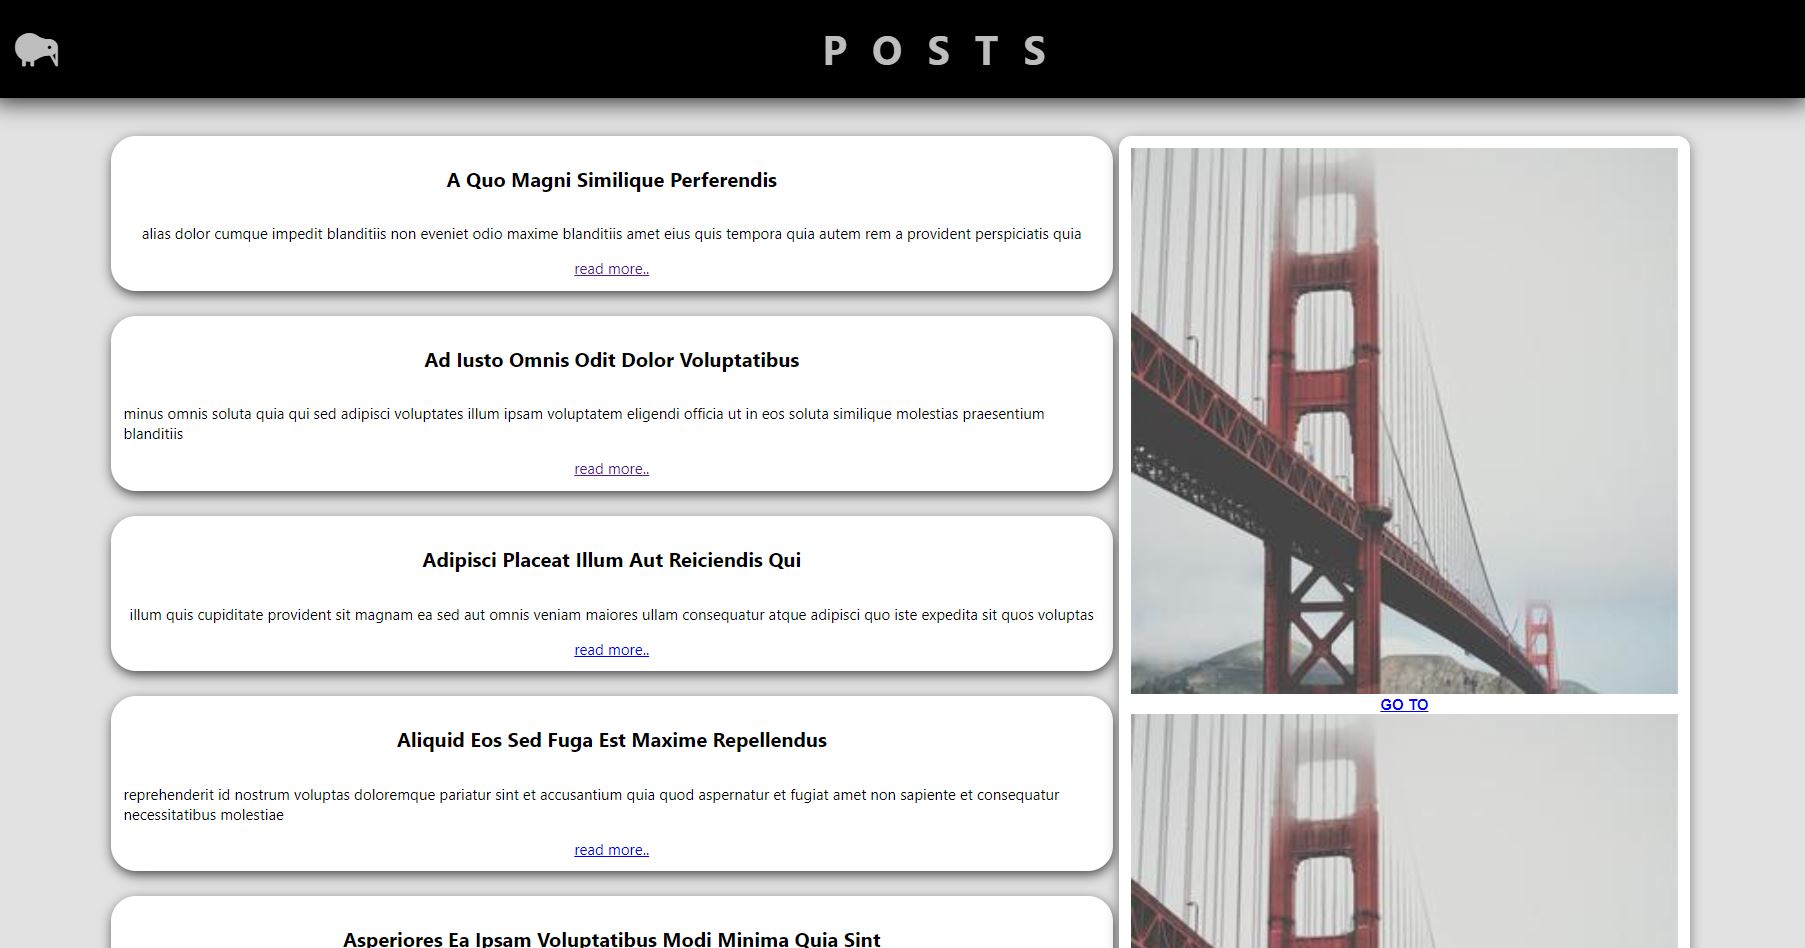 POSTS
A Quo Magni Similique Perferendis
alias dolor cumque impedit blanditiis non eveniet odio maxime blanditiis amet eius quis tempora quia autem rem a provident perspiciatis quia
read more..
Ad Iusto Omnis Odit Dolor Voluptatibus
minus omnis soluta quia qui sed adipisci voluptates illum ipsam voluptatem eligendi officia ut in eos soluta similique molestias praesentium
blanditiis
read more..
Adipisci Placeat Illum Aut Reiciendis Qui
illum quis cupiditate provident sit magnam ea sed aut omnis veniam maiores ullam consequatur atque adipisci quo iste expedita sit quos voluptas
read more..
Aliquid Eos Sed Fuga Est Maxime Repellendus
reprehenderit id nostrum voluptas doloremque pariatur sint et accusantium quia quod aspernatur et fugiat amet non sapiente et consequatur
necessitatibus molestiae
read more..
Asperiores Ea Ipsam Voluptatibus Modi Minima Quia Sint
GO TO